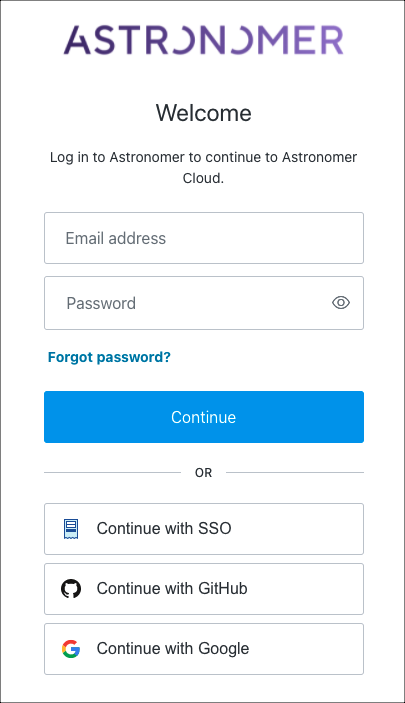 ASTRONOMER
Welcome
Log in to Astronomer to continue to Astronomer
Cloud.
Email address
Password
Forgot password?
Continue
OR
Continue with SSO
Continue with GitHub
Continue with Google